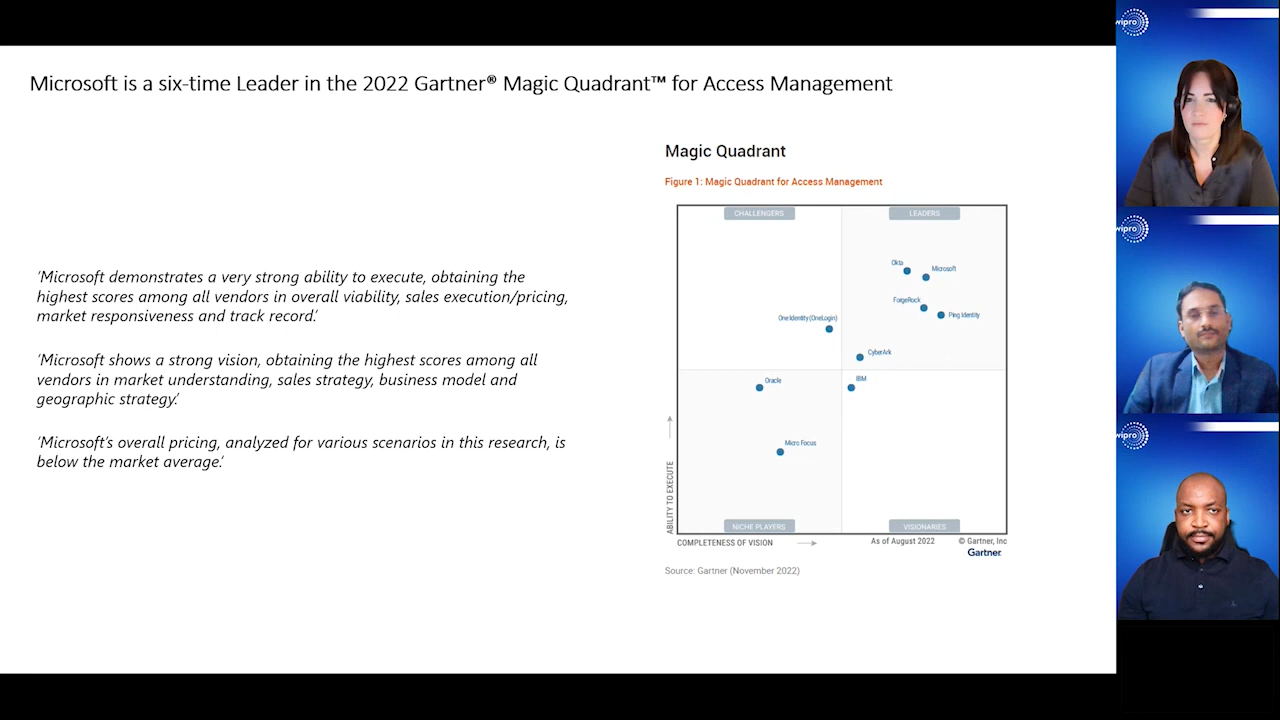 Microsoft is a six-time Leader in the 2022 Gartner® Magic Quadrant™ for Access Management
'Microsoft demonstrates a very strong ability to execute, obtaining the
highest scores among all vendors in overall viability, sales execution/pricing,
market responsiveness and track record.'
'Microsoft shows a strong vision, obtaining the highest scores among all
vendors in market understanding, sales strategy, business model and
geographic strategy.'
'Microsoft's overall pricing, analyzed for various scenarios in this research, is
below the market average.'
Magic Quadrant
Figure 1: Magic Quadrant for Access Management
CHALLENGERS
LEADERS
Okta
Microsoft
ForgeRock
Ping Identity
One Identity (OneLogin)
CyberArk
Oracle
IBM
Micro Focus
NICHE PLAYERS
VISIONARIES
ABILITY TO EXECUTE
COMPLETENESS OF VISION
As of August 2022
© Gartner, Inc
Gartner
Source: Gartner (November 2022)
wipro
wipro
wipro